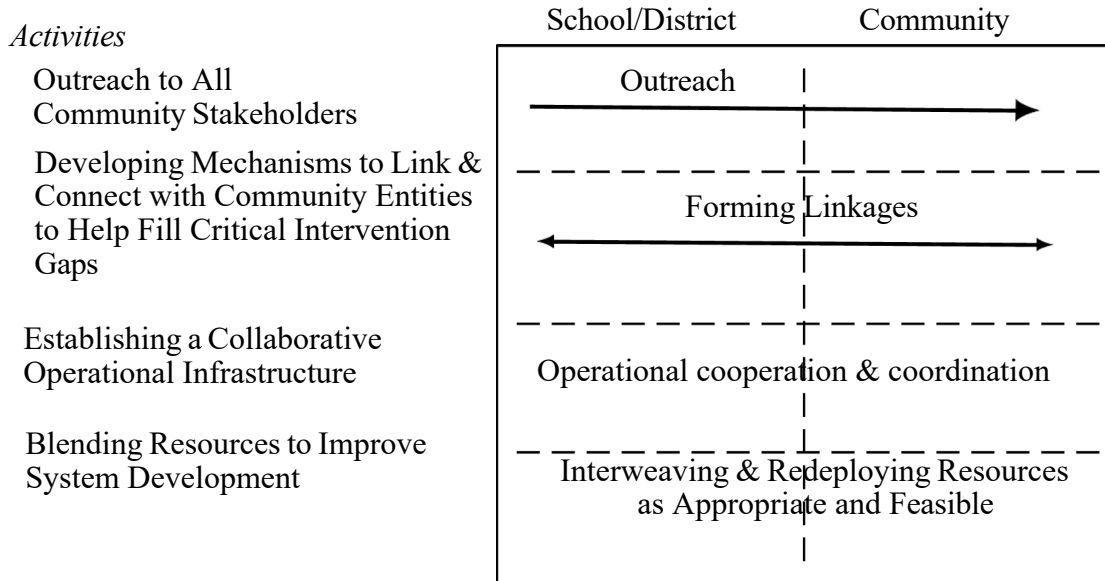 School/District Community
Activities
Outreach to All
Community Stakeholders
Outreach
Developing Mechanisms to Link &
Connect with Community Entities
to Help Fill Critical Intervention
Gaps
Forming Linkages
Establishing a Collaborative
Operational Infrastructure
Operational cooperation & coordination
Blending Resources to Improve
System Development
Interweaving & Redeploying Resources
as Appropriate and Feasible